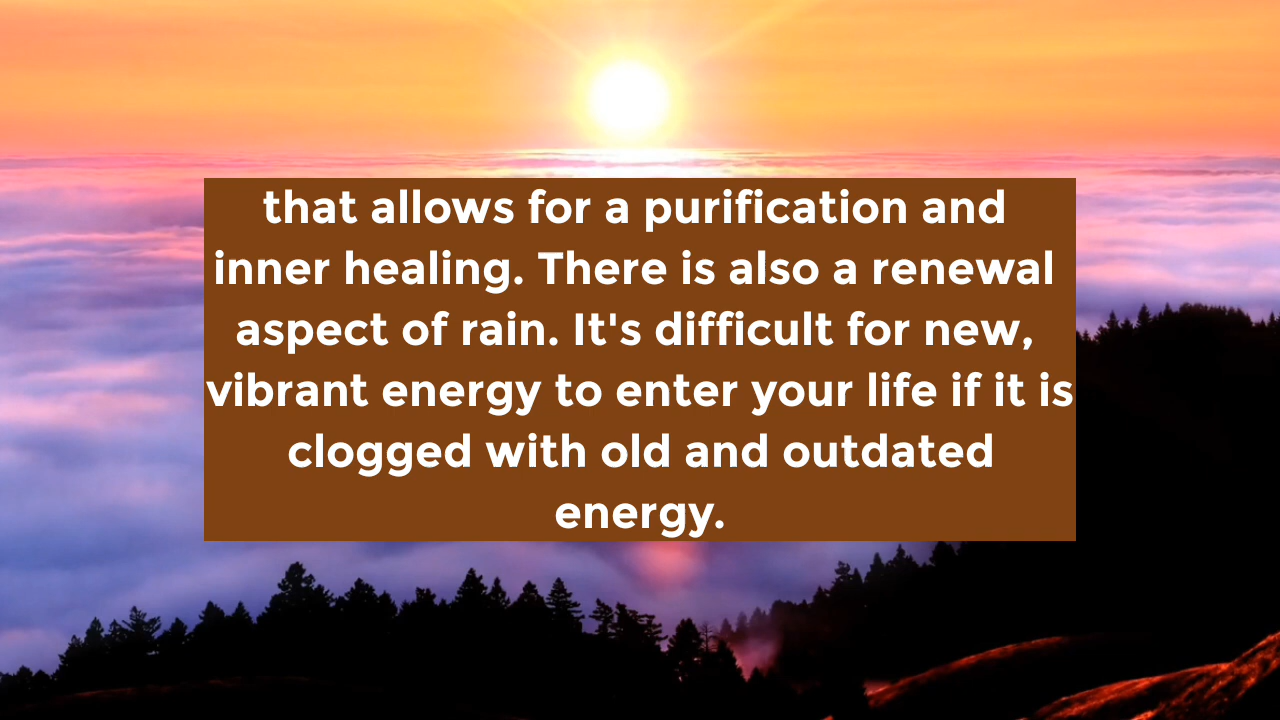 that allows for a purification and
inner healing. There is also a renewal
aspect of rain. It's difficult for new,
vibrant energy to enter your life if it is
clogged with old and outdated
energy.